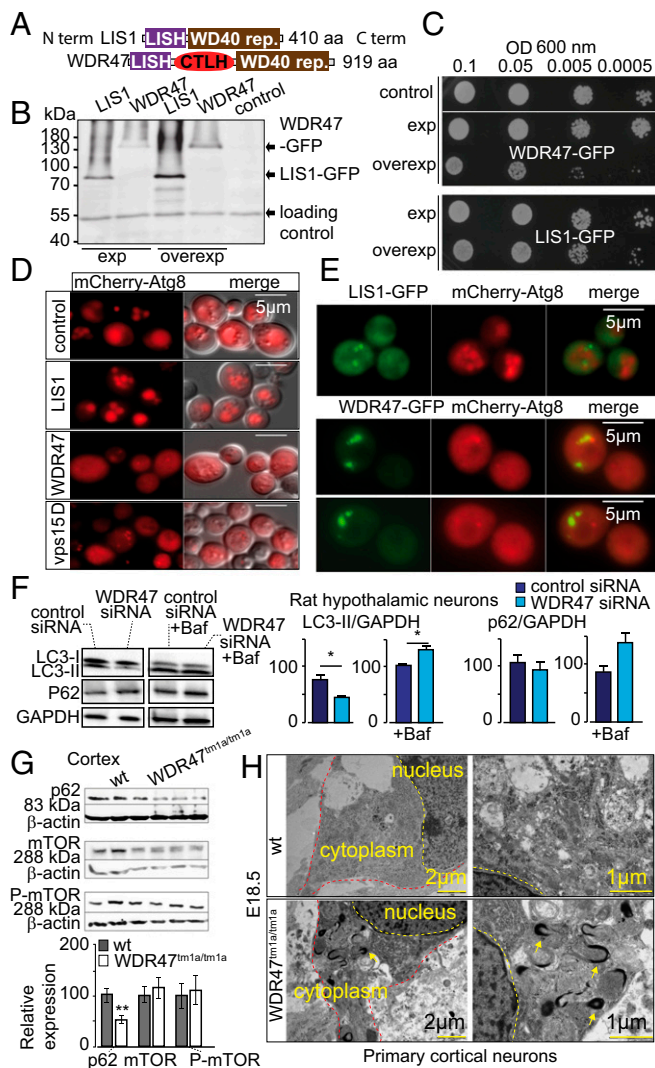 A
N term LIS1 LISH WD40 rep. 410 aa C term
WDR47 LISH CTLH WD40 rep. 919 aa
B
kDa LIS1 WDR47 LIS1 WDR47 control
180
130
100
70
55
40
WDR47
-GFP
LIS1-GFP
loading
control
exp overexp
C
OD 600 nm
0.1 0.05 0.005 0.0005
control
exp
WDR47-GFP
overexp
exp
LIS1-GFP
overexp
D
mCherry-Atg8 merge
control 5µm
LIS1
WDR47
vps15D
E
LIS1-GFP mCherry-Atg8 merge
5µm
WDR47-GFP mCherry-Atg8 merge
5µm
5µm
F
control siRNA
WDR47 siRNA
control siRNA +Baf
WDR47 siRNA +Baf
LC3-I
LC3-II
P62
GAPDH
control siRNA
WDR47 siRNA
Rat hypothalamic neurons
LC3-II/GAPDH p62/GAPDH
* *
100 100 100 100
0 0 0 0
+Baf +Baf
G
Cortex
wt WDR47tm1a/tm1a
p62
83 kDa
β-actin
mTOR
288 kDa
β-actin
P-mTOR
288 kDa
β-actin
Relative expression
200
100
0
wt
WDR47tm1a/tm1a
**
p62 mTOR P-mTOR
H
E18.5
wt
nucleus
cytoplasm
2µm 1µm
WDR47tm1a/tm1a
nucleus
cytoplasm
2µm 1µm
Primary cortical neurons